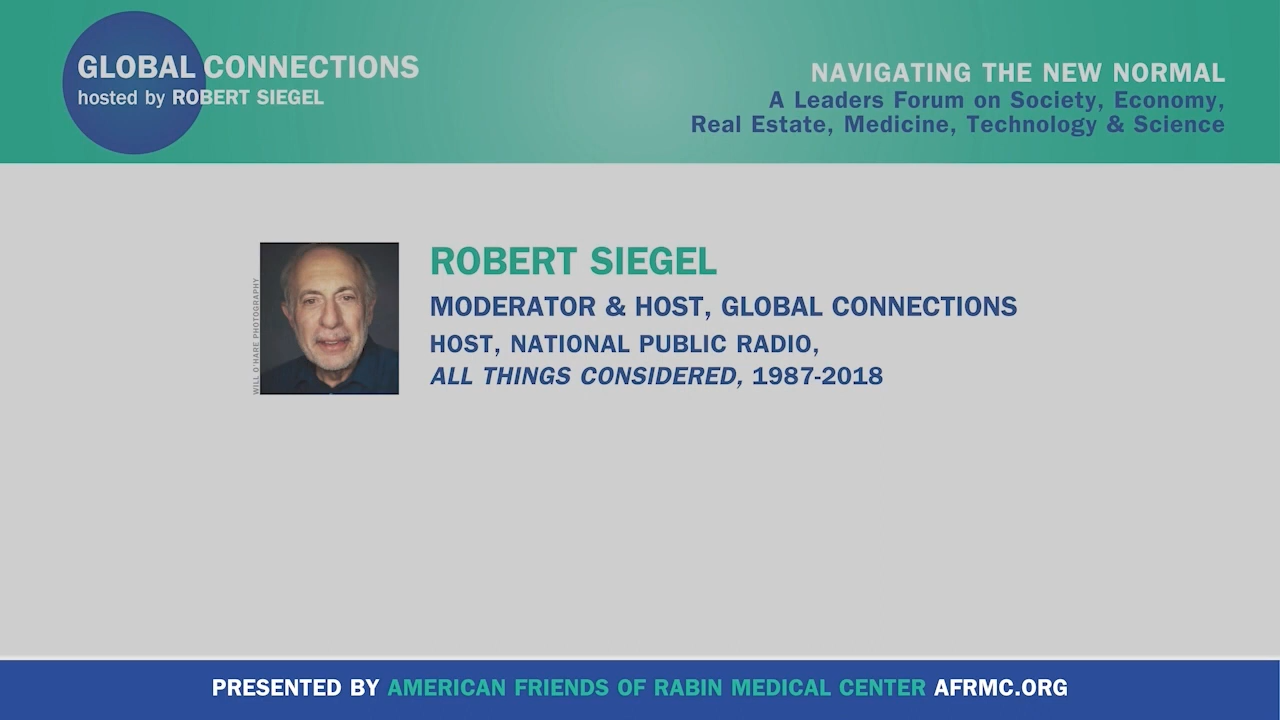 GLOBAL CONNECTIONS
hosted by ROBERT SIEGEL
NAVIGATING THE NEW NORMAL
A Leaders Forum on Society, Economy,
Real Estate, Medicine, Technology & Science
WILL O'HARE PHOTOGRAPHY
ROBERT SIEGEL
MODERATOR & HOST, GLOBAL CONNECTIONS
HOST, NATIONAL PUBLIC RADIO,
ALL THINGS CONSIDERED, 1987-2018
PRESENTED BY AMERICAN FRIENDS OF RABIN MEDICAL CENTER AFRMC.ORG